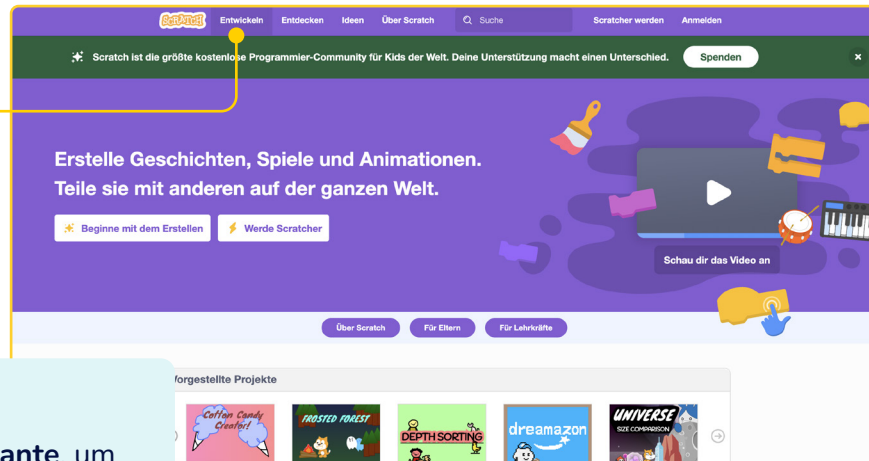 SCRATCH Entwickeln Entdecken Ideen Über Scratch Suche Scratcher werden Anmelden
Scratch ist die größte kostenlose Programmier-Community für Kids der Welt. Deine Unterstützung macht einen Unterschied. Spenden
Erstelle Geschichten, Spiele und Animationen.
Teile sie mit anderen auf der ganzen Welt.
Beginne mit dem Erstellen Werde Scratcher
Schau dir das Video an
Über Scratch Für Eltern Für Lehrkräfte
Vorgestellte Projekte
Cotton Candy
Creator!
FROSTED FOREST
DEPTH SORTING
dreamazon
UNIVERSE
SIZE COMPARISON
ante, um